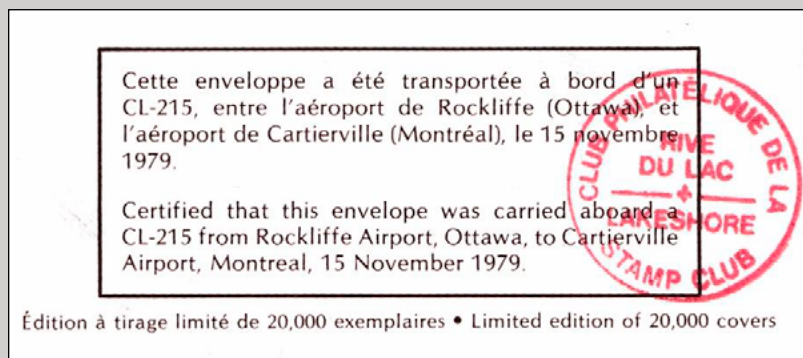 Cette enveloppe a été transportée à bord d'un
CL-215, entre l'aéroport de Rockliffe (Ottawa), et
l'aéroport de Cartierville (Montréal), le 15 novembre
1979.
Certified that this envelope was carried aboard a
CL-215 from Rockliffe Airport, Ottawa, to Cartierville
Airport, Montreal, 15 November 1979.
CLUB PHILATÉLIQUE DE LA
RIVE
DU LAC
LAKESHORE
STAMP CLUB
Édition à tirage limité de 20,000 exemplaires • Limited edition of 20,000 covers